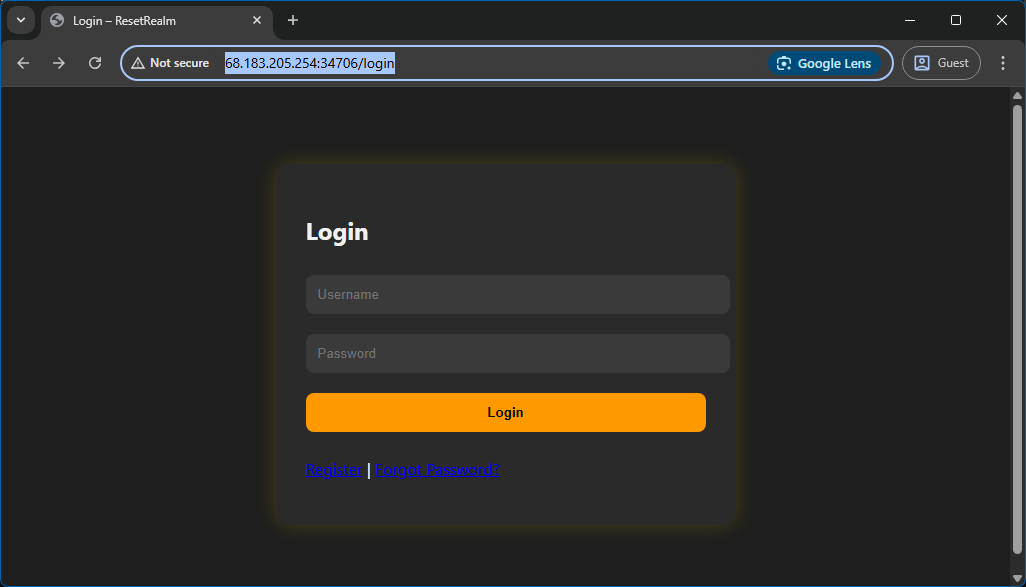 Login – ResetRealm
Not secure 68.183.205.254:34706/login Google Lens Guest
Login
Username
Password
Login
Register | Forgot Password?